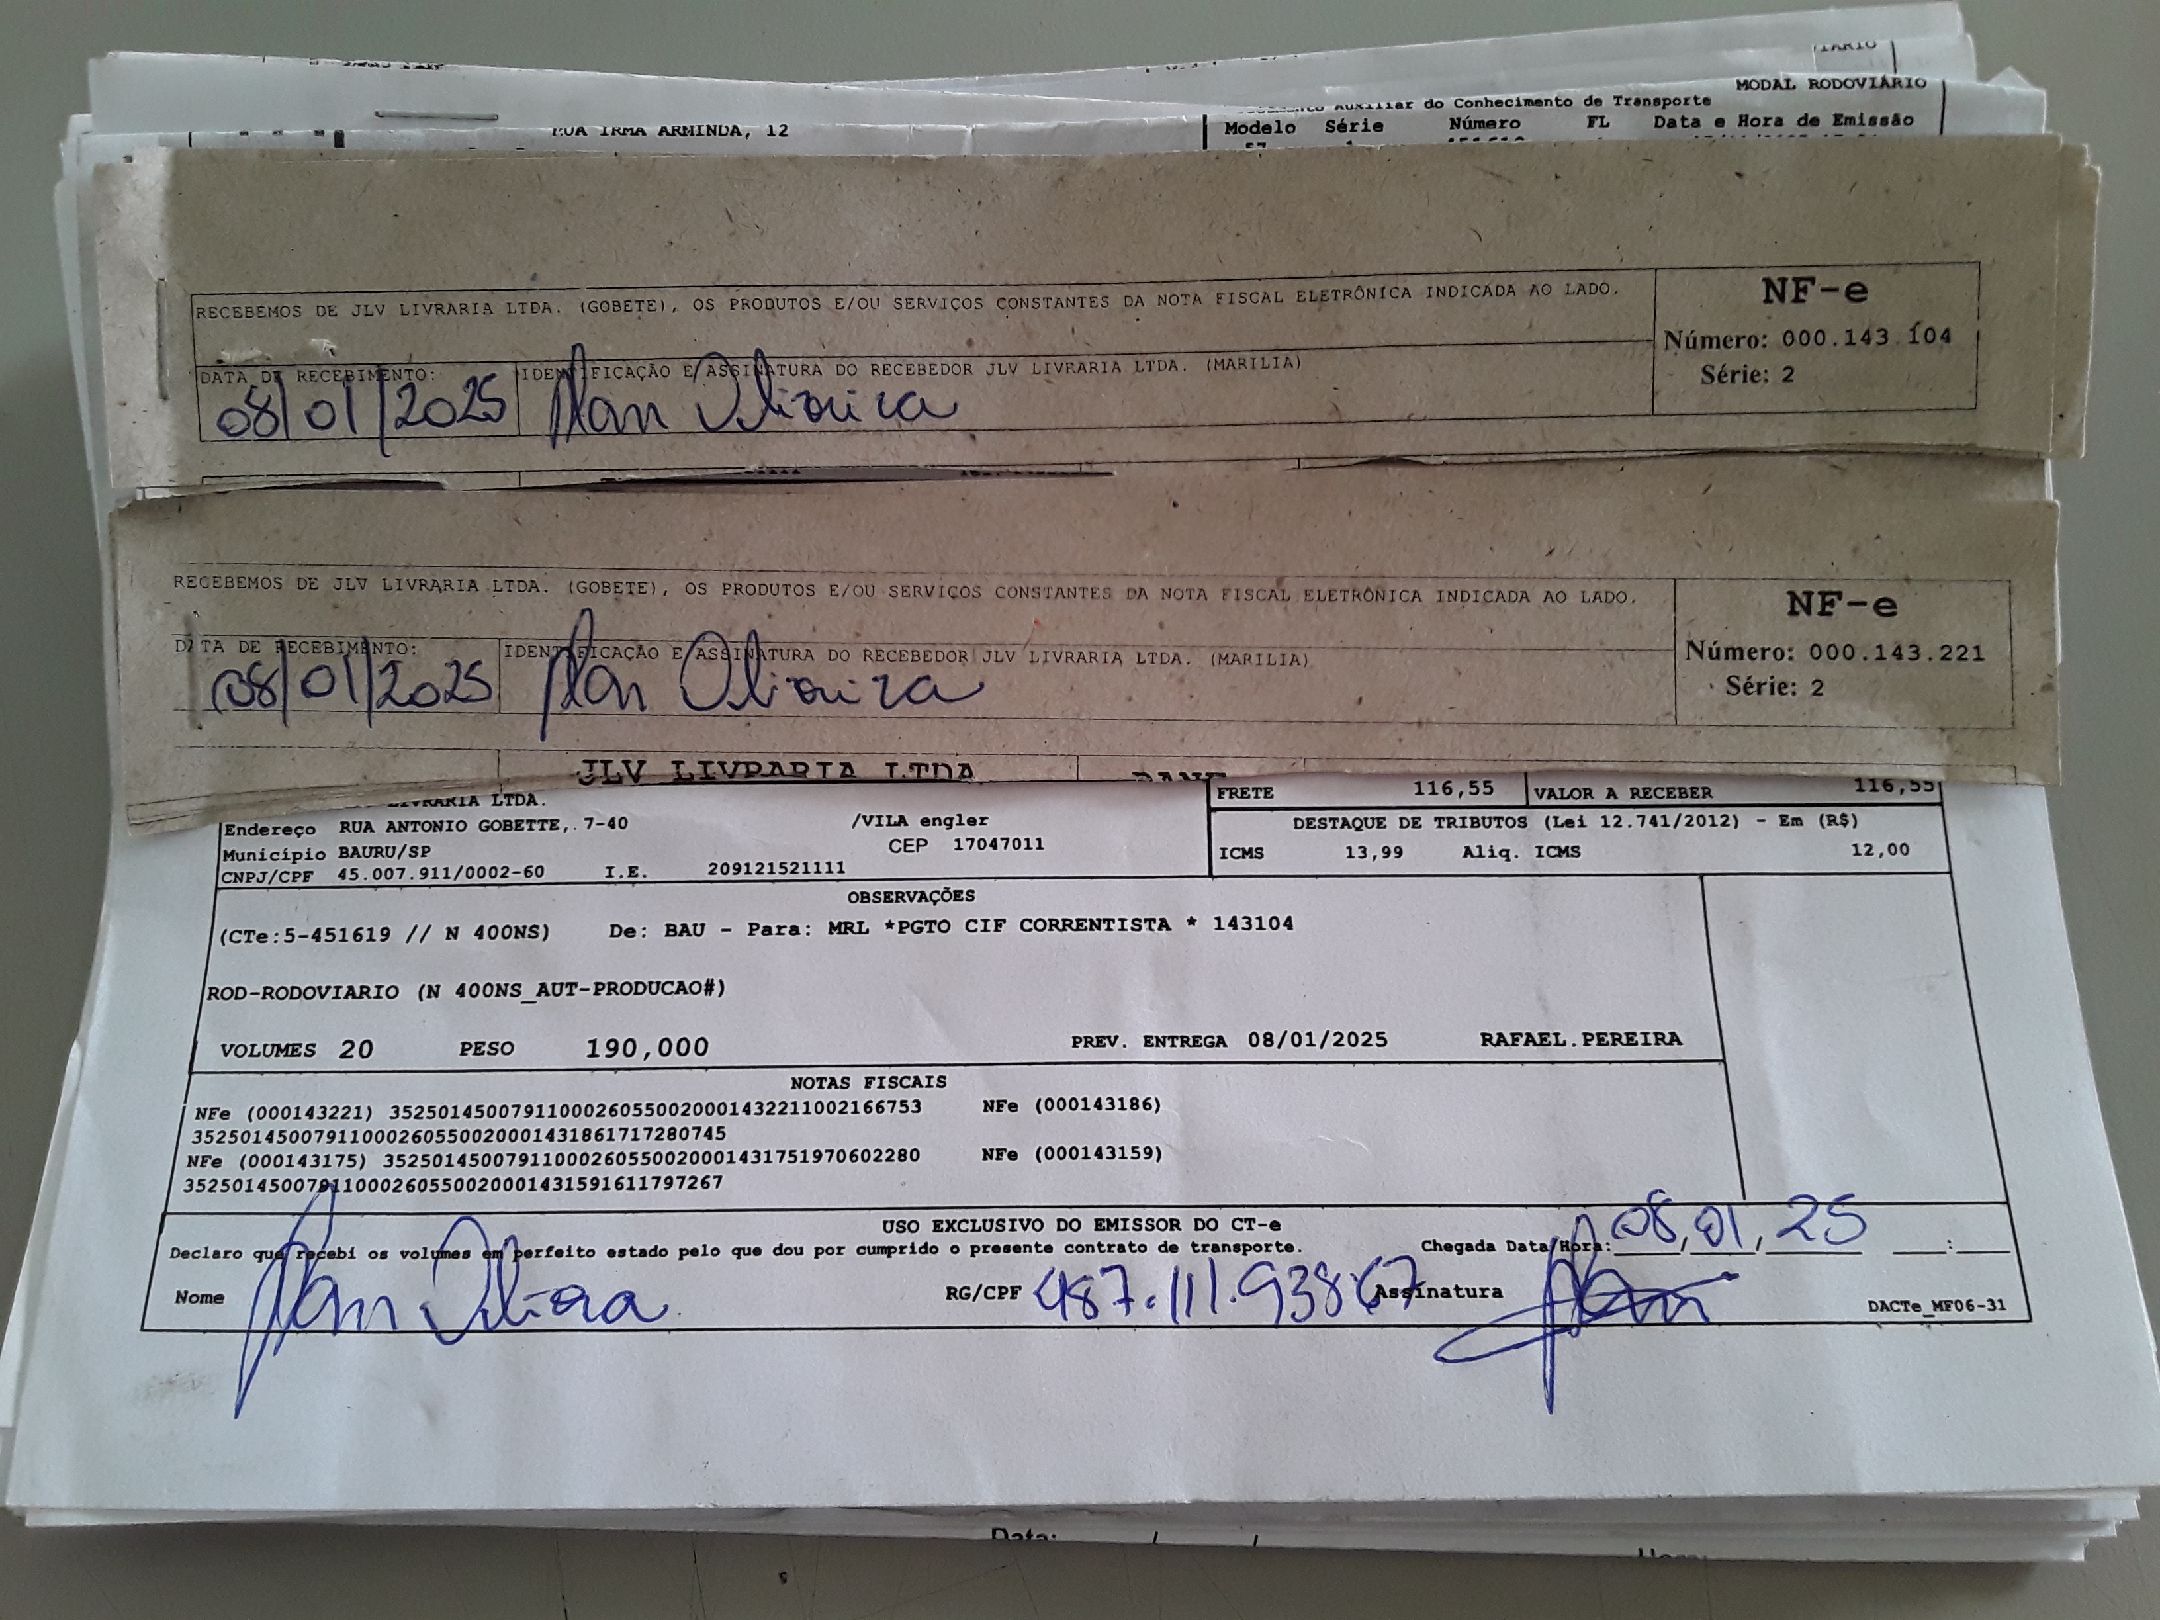 MODAL RODOVIÁRIO
Auxiliar do Conhecimento de Transporte
RUA IRMA ARMINDA, 12
Modelo Série Número FL Data e Hora de Emissão
RECEBEMOS DE JLV LIVRARIA LTDA. (GOBETE), OS PRODUTOS E/OU SERVIÇOS CONSTANTES DA NOTA FISCAL ELETRÔNICA INDICADA AO LADO.
NF-e
Número: 000.143.104
Série: 2
DATA DE RECEBIMENTO: IDENTIFICAÇÃO E ASSINATURA DO RECEBEDOR JLV LIVRARIA LTDA. (MARILIA)
08/01/2025 Alan Oliveira
RECEBEMOS DE JLV LIVRARIA LTDA. (GOBETE), OS PRODUTOS E/OU SERVIÇOS CONSTANTES DA NOTA FISCAL ELETRÔNICA INDICADA AO LADO.
NF-e
Número: 000.143.221
Série: 2
DATA DE RECEBIMENTO: IDENTIFICAÇÃO E ASSINATURA DO RECEBEDOR JLV LIVRARIA LTDA. (MARILIA)
08/01/2025 Alan Oliveira
JLV LIVRARIA LTDA
LIVRARIA LTDA.
FRETE 116,55 VALOR A RECEBER 116,55
Endereço RUA ANTONIO GOBETTE,. 7-40 /VILA engler
DESTAQUE DE TRIBUTOS (Lei 12.741/2012) - Em (R$)
Município BAURU/SP CEP 17047011
ICMS 13,99 Aliq. ICMS 12,00
CNPJ/CPF 45.007.911/0002-60 I.E. 209121521111
OBSERVAÇÕES
(CTe:5-451619 // N 400NS) De: BAU - Para: MRL *PGTO CIF CORRENTISTA * 143104
ROD-RODOVIARIO (N 400NS_AUT-PRODUCAO#)
VOLUMES 20 PESO 190,000 PREV. ENTREGA 08/01/2025 RAFAEL.PEREIRA
NOTAS FISCAIS
NFe (000143221) 35250145007911000260550020001432211002166753 NFe (000143186)
35250145007911000260550020001431861717280745
NFe (000143175) 35250145007911000260550020001431751970602280 NFe (000143159)
35250145007911000260550020001431591611797267
USO EXCLUSIVO DO EMISSOR DO CT-e
Declaro que recebi os volumes em perfeito estado pelo que dou por cumprido o presente contrato de transporte. Chegada Data/Hora: 08/01/25 :
Nome Alan Oliveira RG/CPF 487.111.93867 Assinatura Alan
DACTe_MF06-31
Data: / /